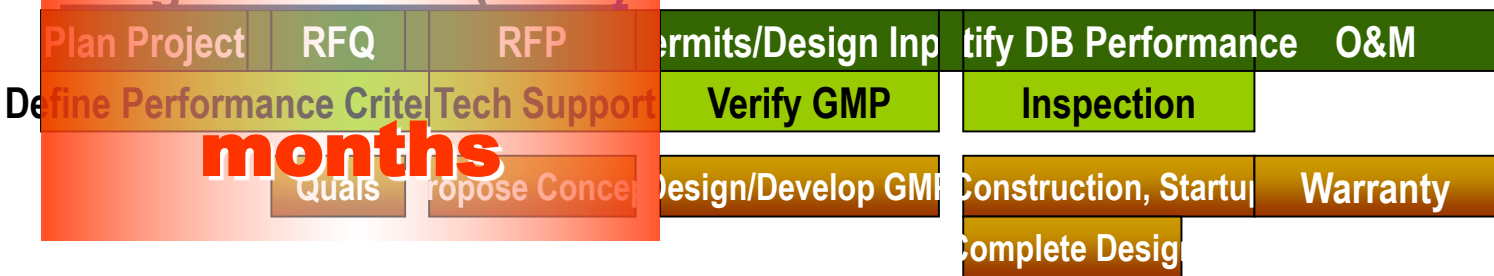 Plan Project RFQ RFP ermits/Design Inp tify DB Performance O&M
Define Performance Criter Tech Support Verify GMP Inspection
months
Quals ropose Concep Design/Develop GMP Construction, Startup Warranty
Complete Design